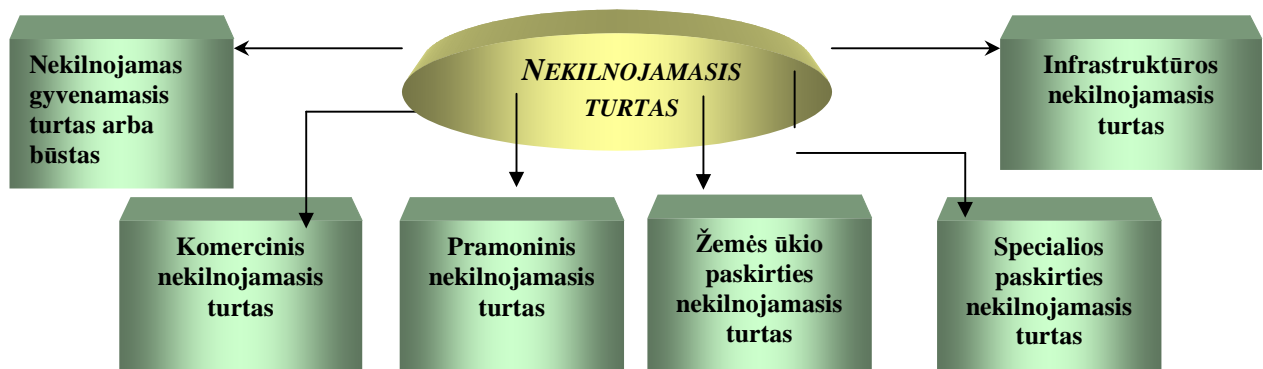 NEKILNOJAMASIS
TURTAS
Nekilnojamas
gyvenamasis
turtas arba
būstas
Infrastruktūros
nekilnojamasis
turtas
Komercinis
nekilnojamasis
turtas
Pramoninis
nekilnojamasis
turtas
Žemės ūkio
paskirties
nekilnojamasis
turtas
Specialios
paskirties
nekilnojamasis
turtas